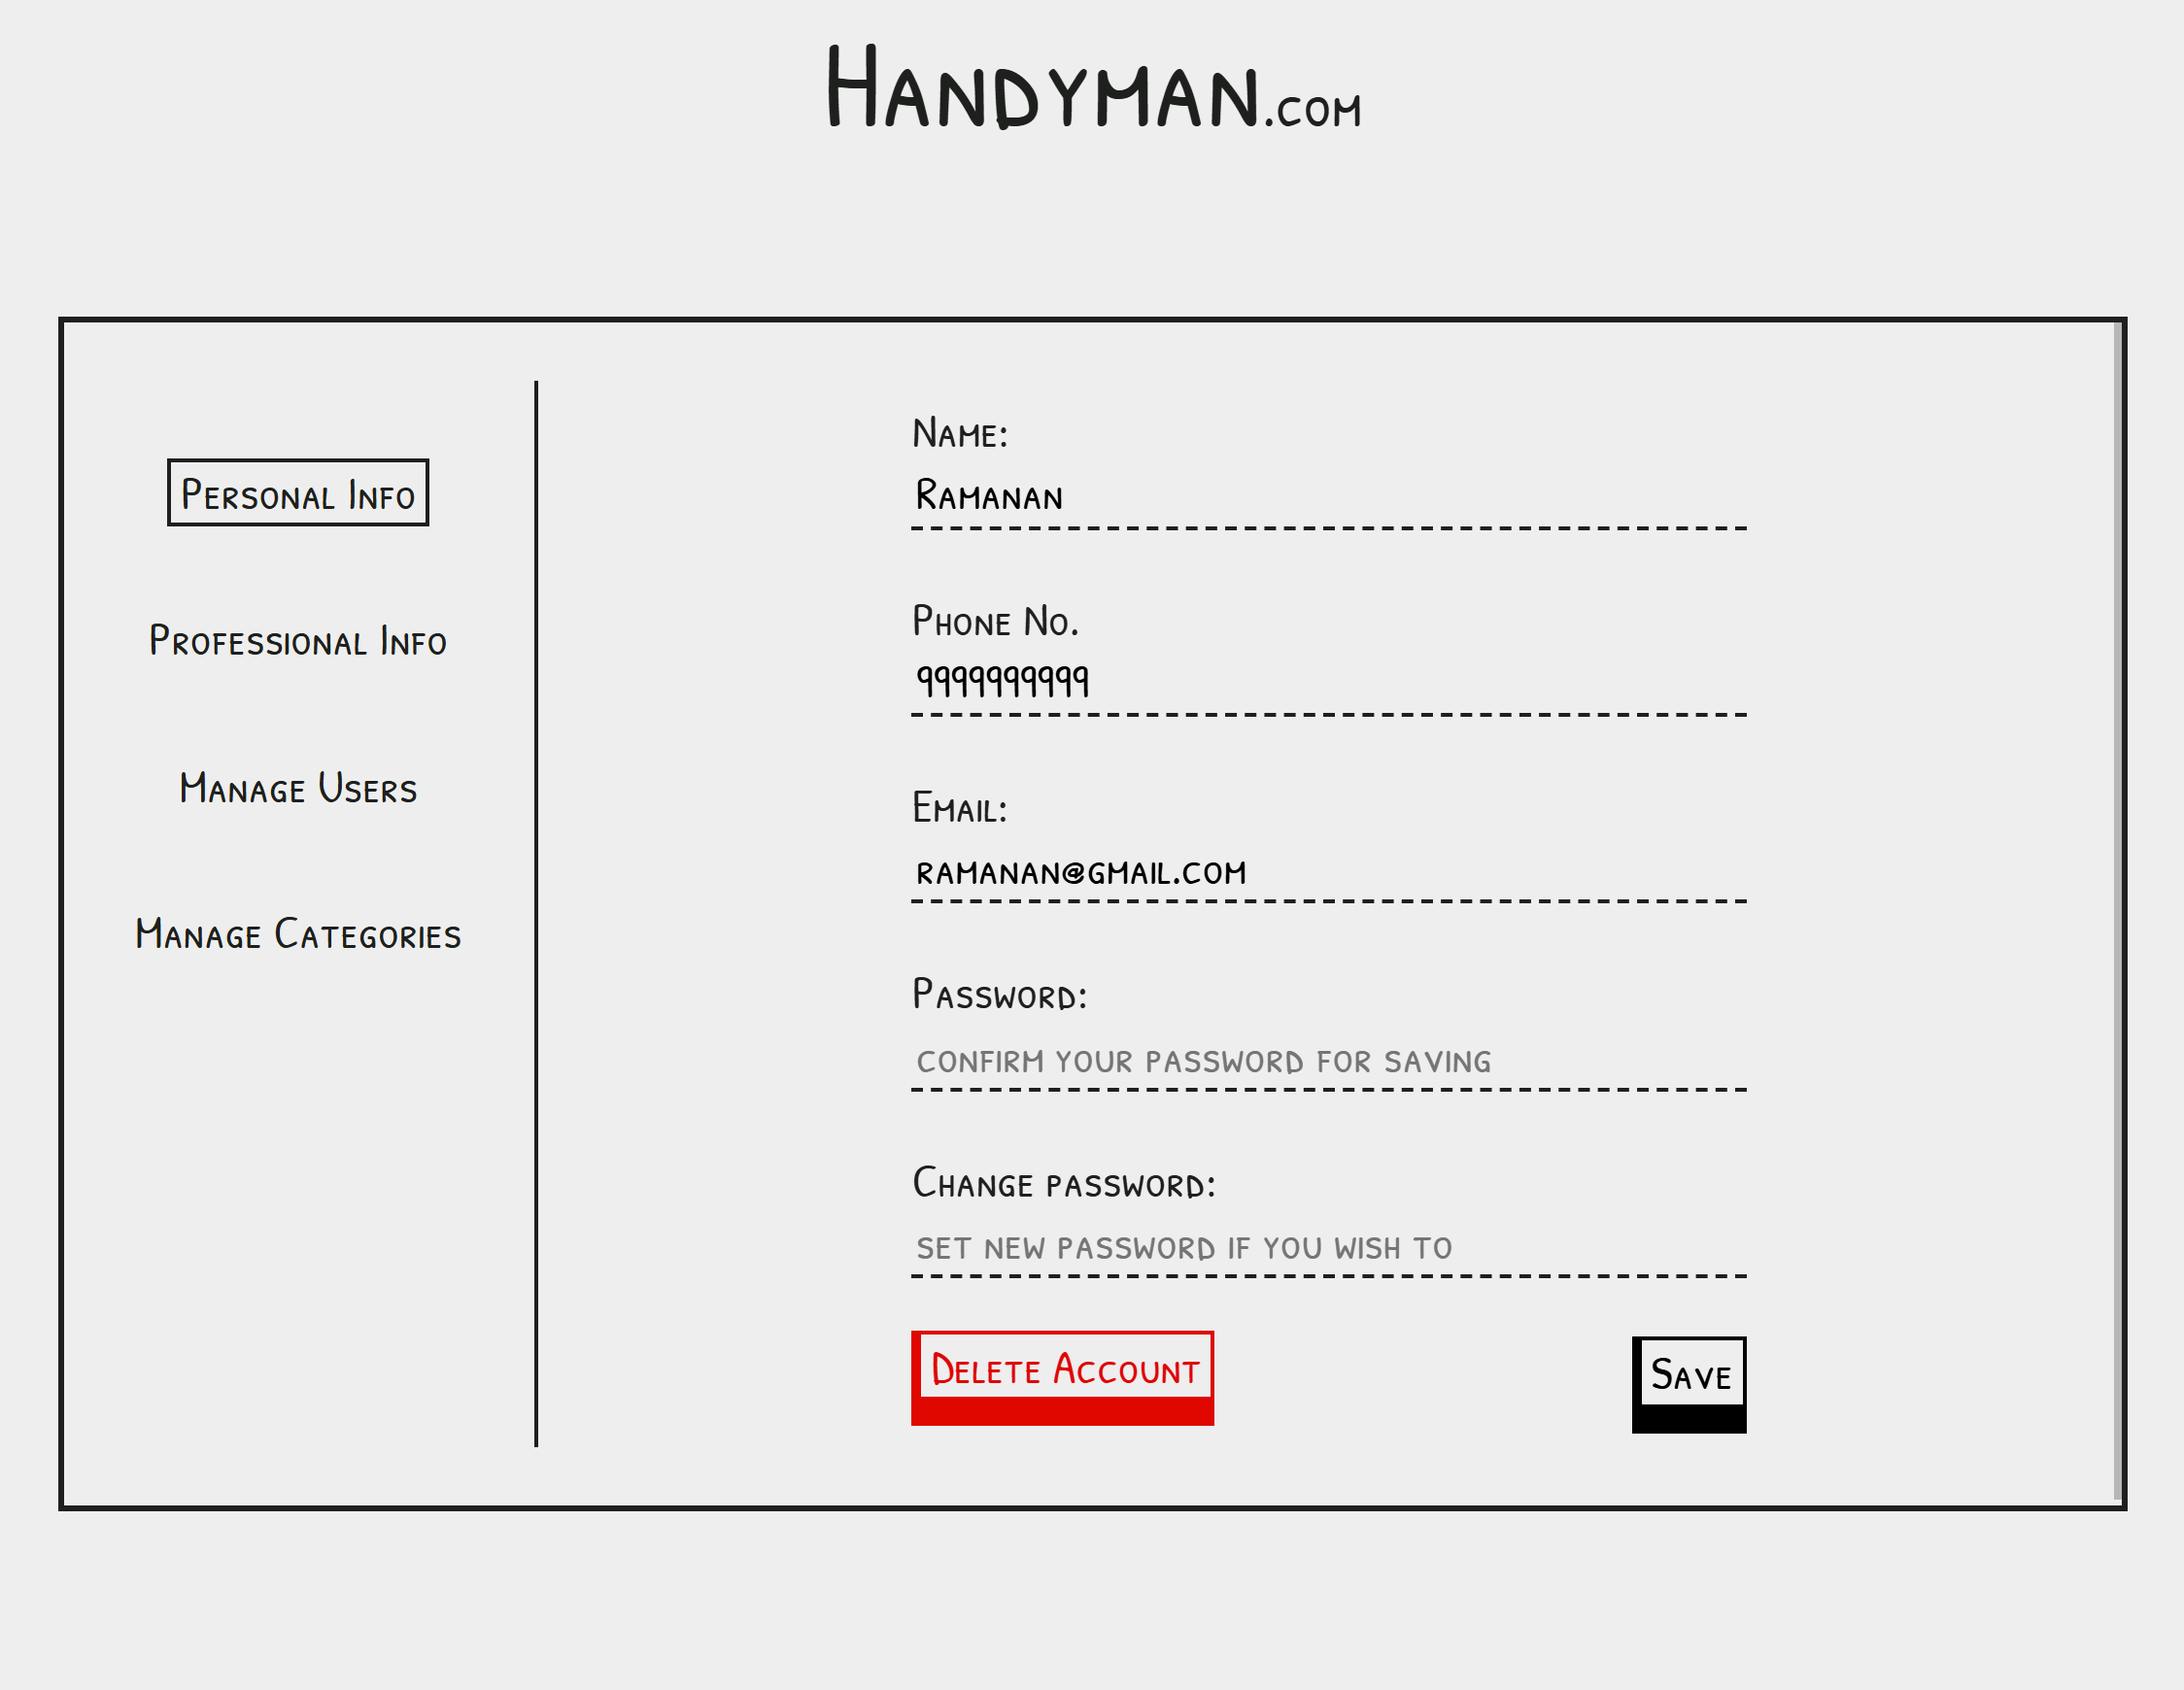 Handyman.com
Personal Info
Professional Info
Manage Users
Manage Categories
Name:
Ramanan
Phone No.
9999999999
Email:
ramanan@gmail.com
Password:
confirm your password for saving
Change password:
set new password if you wish to
Delete Account
Save